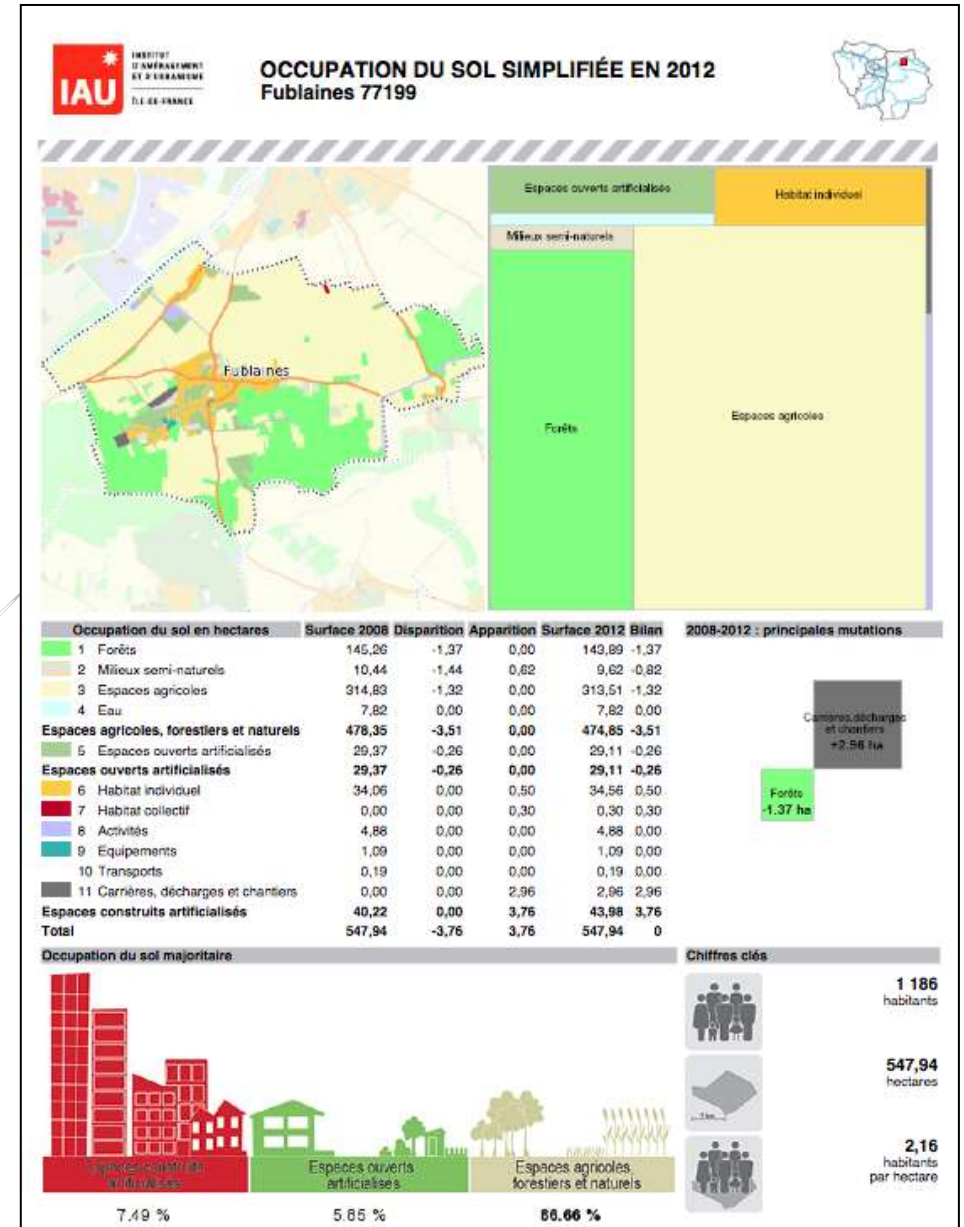 INSTITUT
D'AMÉNAGEMENT
ET D'URBANISME
IAU
ÎLE-DE-FRANCE
OCCUPATION DU SOL SIMPLIFIÉE EN 2012
Fublaines 77199
Espaces ouverts artificialisés
Habitat individuel
Milieux semi-naturels
Fublaines
Forêts
Espaces agricoles
Occupation du sol en hectares Surface 2008 Disparition Apparition Surface 2012 Bilan
1 Forêts 145,26 -1,37 0,00 143,89 -1,37
2 Milieux semi-naturels 10,44 -1,44 0,62 9,62 -0,82
3 Espaces agricoles 314,83 -1,32 0,00 313,51 -1,32
4 Eau 7,82 0,00 0,00 7,82 0,00
Espaces agricoles, forestiers et naturels 478,35 -3,51 0,00 474,85 -3,51
5 Espaces ouverts artificialisés 29,37 -0,26 0,00 29,11 -0,26
Espaces ouverts artificialisés 29,37 -0,26 0,00 29,11 -0,26
6 Habitat individuel 34,06 0,00 0,50 34,56 0,50
7 Habitat collectif 0,00 0,00 0,30 0,30 0,30
8 Activités 4,88 0,00 0,00 4,88 0,00
9 Equipements 1,09 0,00 0,00 1,09 0,00
10 Transports 0,19 0,00 0,00 0,19 0,00
11 Carrières, décharges et chantiers 0,00 0,00 2,96 2,96 2,96
Espaces construits artificialisés 40,22 0,00 3,76 43,98 3,76
Total 547,94 -3,76 3,76 547,94 0
2008-2012 : principales mutations
Carrières,décharges
et chantiers
+2.96 ha
Forêts
-1.37 ha
Occupation du sol majoritaire
Espaces construits
artificialisés
7.49 %
Espaces ouverts
artificialisés
5.85 %
Espaces agricoles,
forestiers et naturels
86.66 %
Chiffres clés
1 186
habitants
547,94
hectares
2,16
habitants
par hectare